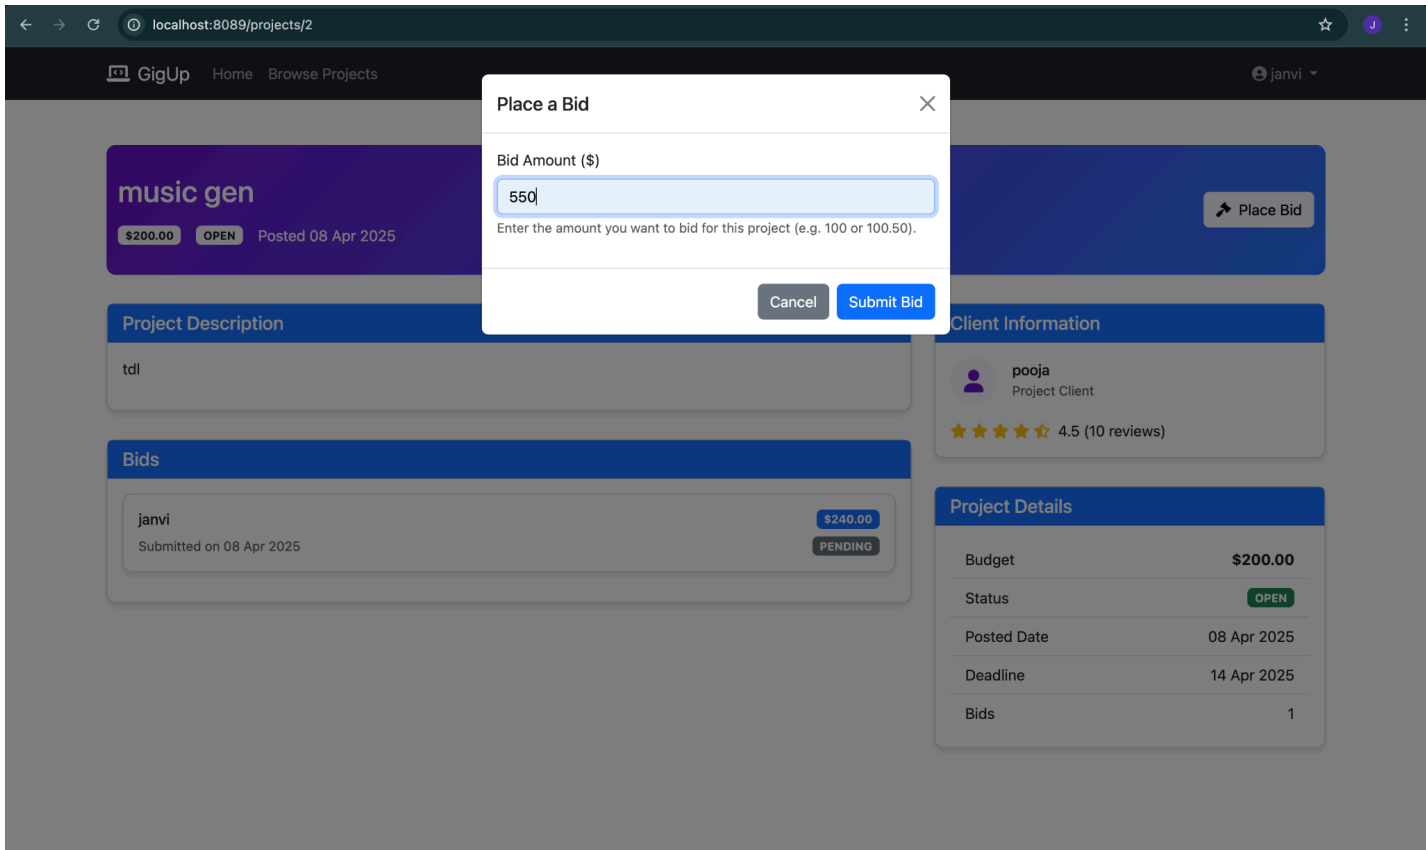 localhost:8089/projects/2
J
GigUp Home Browse Projects janvi
Place a Bid
Bid Amount ($)
550
Enter the amount you want to bid for this project (e.g. 100 or 100.50).
Cancel Submit Bid
music gen
$200.00 OPEN Posted 08 Apr 2025
Place Bid
Project Description
tdl
Bids
janvi $240.00
Submitted on 08 Apr 2025 PENDING
Client Information
pooja
Project Client
4.5 (10 reviews)
Project Details
Budget $200.00
Status OPEN
Posted Date 08 Apr 2025
Deadline 14 Apr 2025
Bids 1